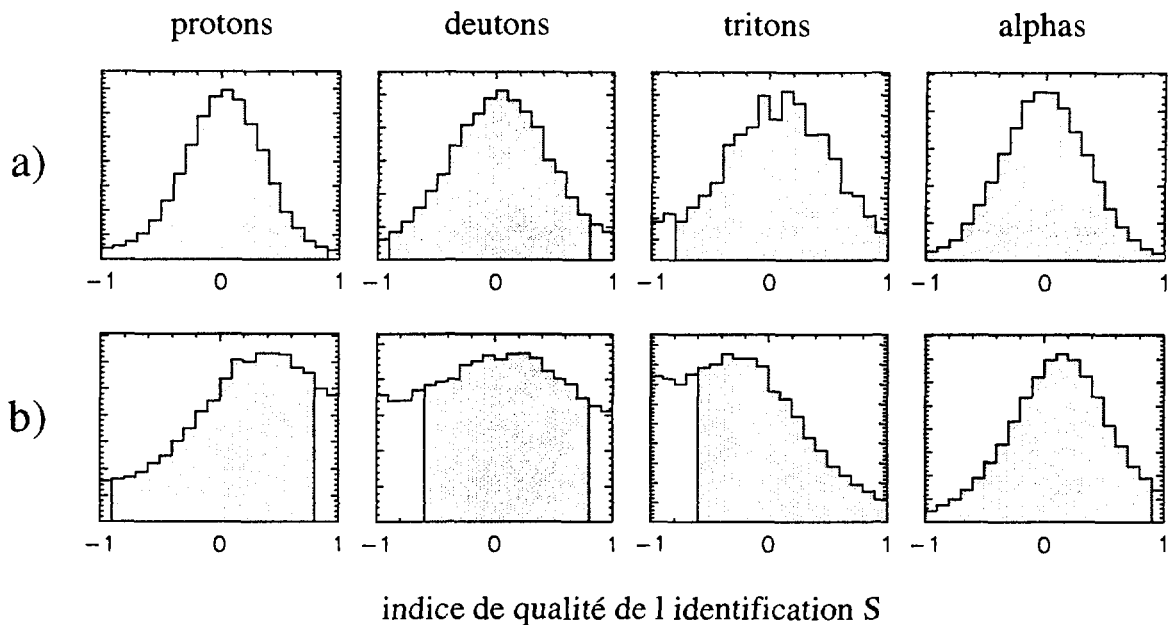 protons deutons tritons alphas
a)
-1 0 1 -1 0 1 -1 0 1 -1 0 1
b)
-1 0 1 -1 0 1 -1 0 1 -1 0 1
indice de qualité de l identification S